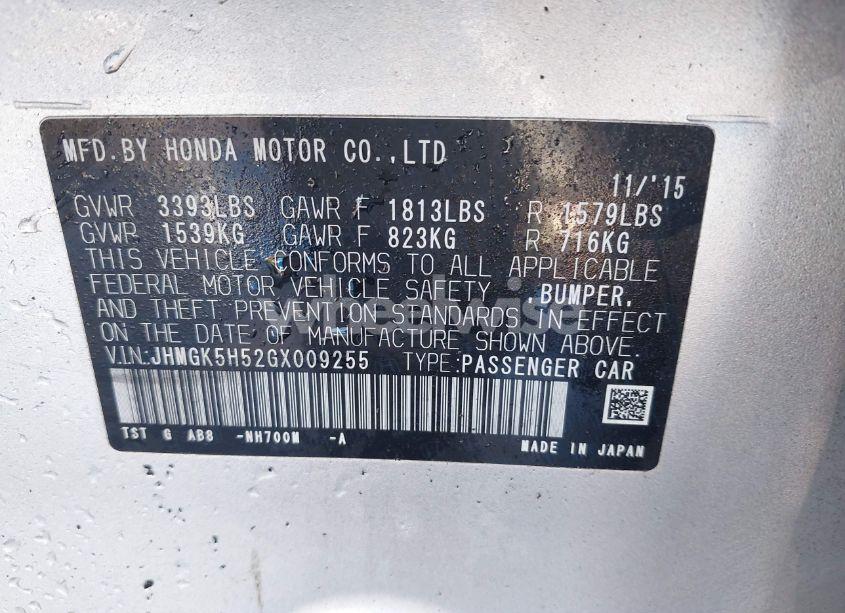 MFD.BY HONDA MOTOR CO.,LTD
11/'15
GVWR 3393LBS GAWR F 1813LBS R 1579LBS
GVWR 1539KG GAWR F 823KG R 716KG
THIS VEHICLE CONFORMS TO ALL APPLICABLE
FEDERAL MOTOR VEHICLE SAFETY ,BUMPER,
AND THEFT PREVENTION STANDARDS IN EFFECT
ON THE DATE OF MANUFACTURE SHOWN ABOVE.
V.I.N.JHMGK5H52GX009255 TYPE:PASSENGER CAR
TST G AB8 -NH700M -A MADE IN JAPAN
wheelwise